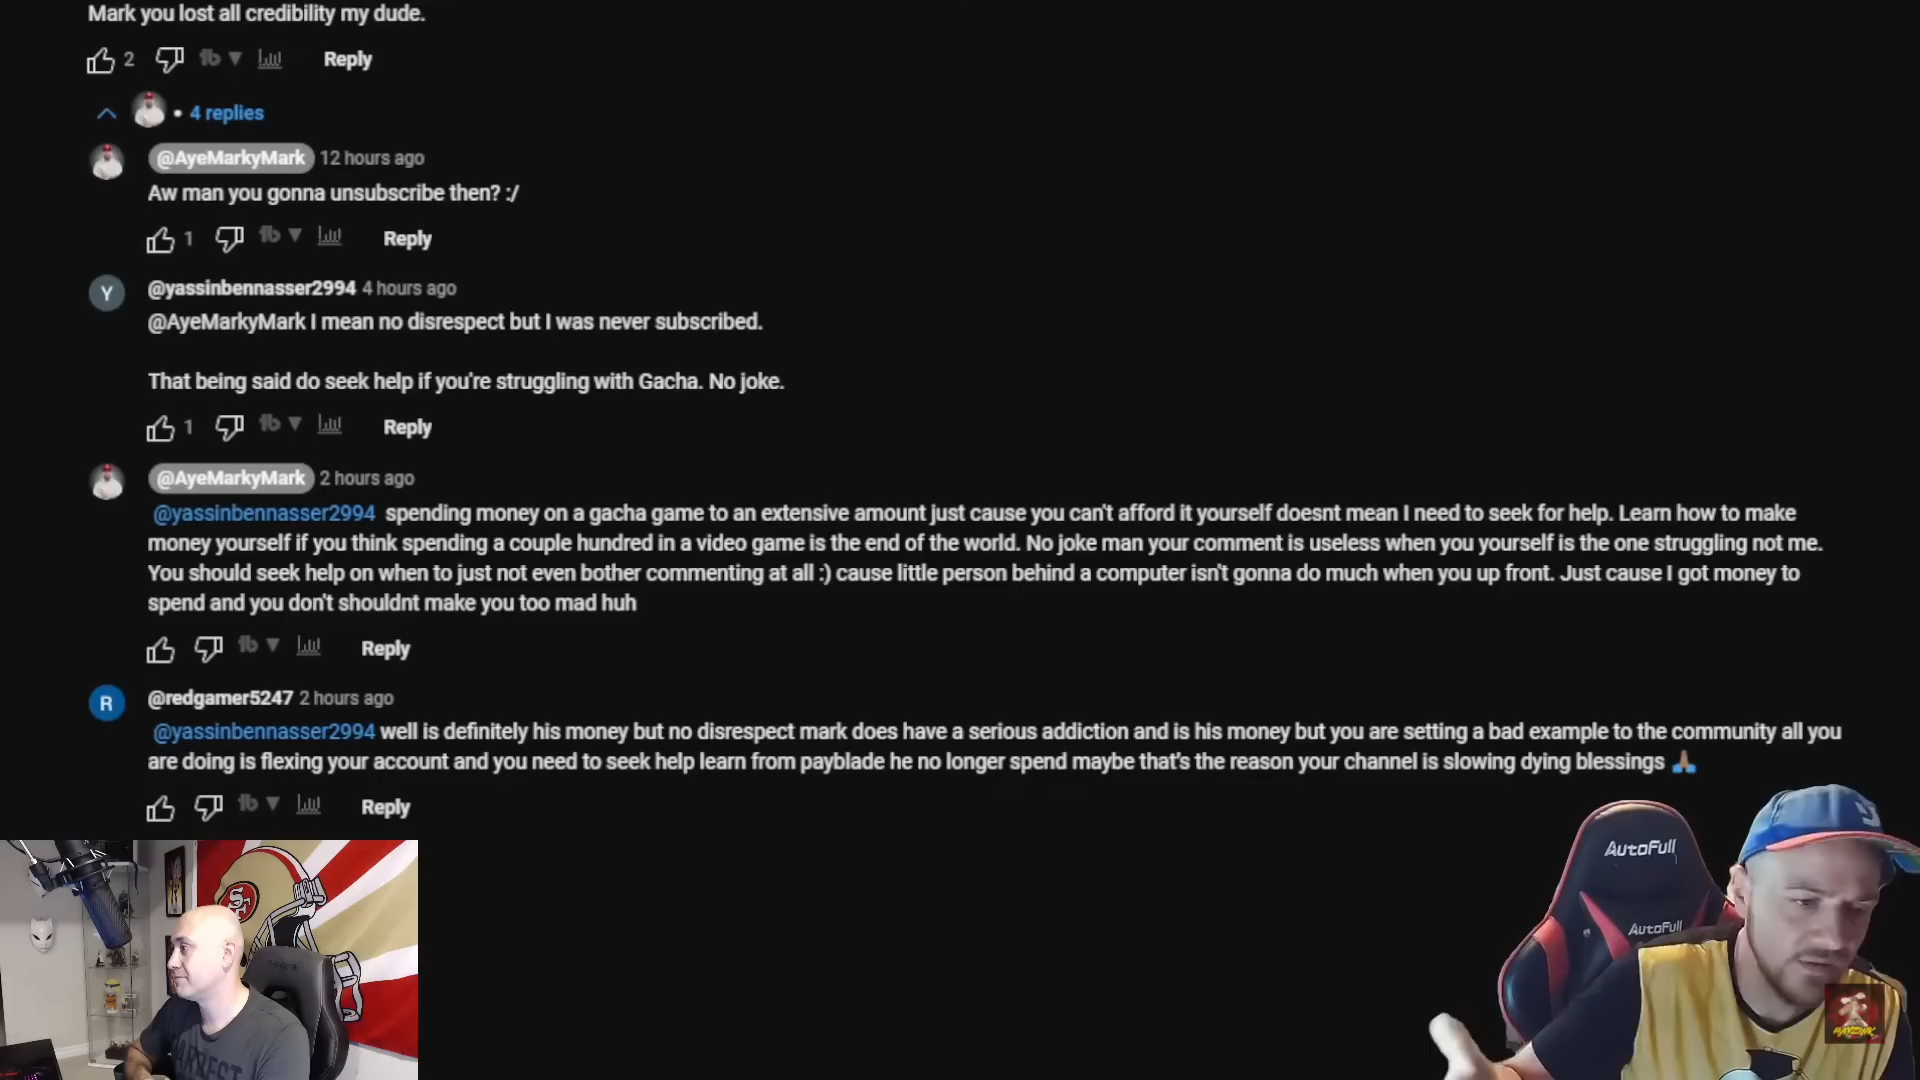 Mark you lost all credibility my dude.
2 Reply
4 replies
@AyeMarkyMark 12 hours ago
Aw man you gonna unsubscribe then? :/
1 Reply
Y
@yassinbennasser2994 4 hours ago
@AyeMarkyMark I mean no disrespect but I was never subscribed.
That being said do seek help if you're struggling with Gacha. No joke.
1 Reply
@AyeMarkyMark 2 hours ago
@yassinbennasser2994 spending money on a gacha game to an extensive amount just cause you can't afford it yourself doesnt mean I need to seek for help. Learn how to make
money yourself if you think spending a couple hundred in a video game is the end of the world. No joke man your comment is useless when you yourself is the one struggling not me.
You should seek help on when to just not even bother commenting at all :) cause little person behind a computer isn't gonna do much when you up front. Just cause I got money to
spend and you don't shouldnt make you too mad huh
Reply
R
@redgamer5247 2 hours ago
@yassinbennasser2994 well is definitely his money but no disrespect mark does have a serious addiction and is his money but you are setting a bad example to the community all you
are doing is flexing your account and you need to seek help learn from payblade he no longer spend maybe that's the reason your channel is slowing dying blessings 🙏🏽
Reply
AutoFull
AutoFull
SF